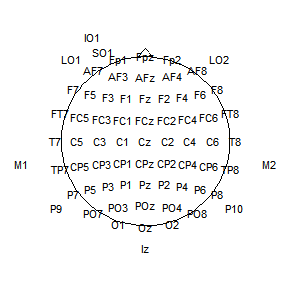 IO1
SO1
LO1 Fp1 Fpz Fp2 LO2
AF7 AF3 AFz AF4 AF8
F7 F5 F3 F1 Fz F2 F4 F6 F8
FT7 FC5 FC3 FC1 FCz FC2 FC4 FC6 FT8
T7 C5 C3 C1 Cz C2 C4 C6 T8
M1 TP7 CP5 CP3 CP1 CPz CP2 CP4 CP6 TP8 M2
P7 P5 P3 P1 Pz P2 P4 P6 P8
P9 PO7 PO3 POz PO4 PO8 P10
O1 Oz O2
Iz